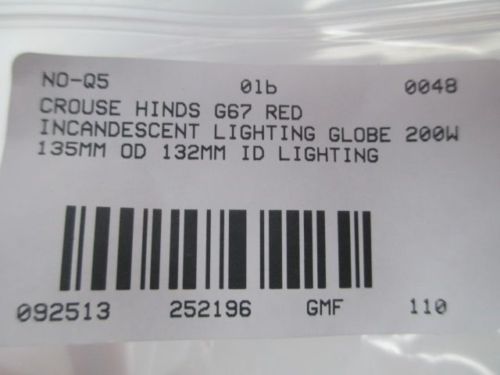 NO-Q5 01b 0048
CROUSE HINDS G67 RED
INCANDESCENT LIGHTING GLOBE 200W
135MM OD 132MM ID LIGHTING
092513 252196 GMF 110